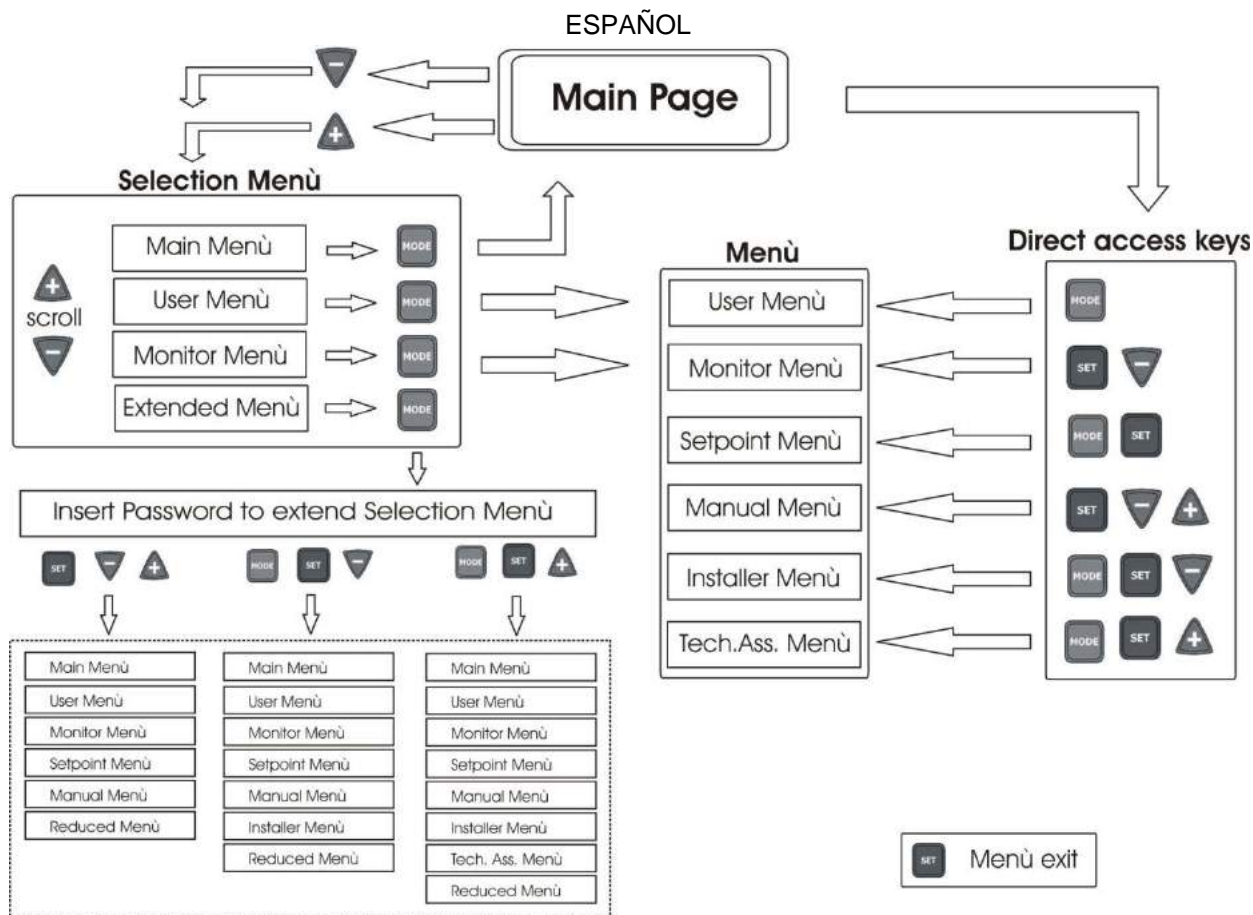 ESPAÑOL
Main Page
Selection Menù
Main Menù
MODE
User Menù
MODE
Monitor Menù
MODE
Extended Menù
MODE
scroll
Insert Password to extend Selection Menù
SET
MODE SET
MODE SET
Main Menù
User Menù
Monitor Menù
Setpoint Menù
Manual Menù
Reduced Menù
Main Menù
User Menù
Monitor Menù
Setpoint Menù
Manual Menù
Installer Menù
Reduced Menù
Main Menù
User Menù
Monitor Menù
Setpoint Menù
Manual Menù
Installer Menù
Tech. Ass. Menù
Reduced Menù
Menù
User Menù
Monitor Menù
Setpoint Menù
Manual Menù
Installer Menù
Tech.Ass. Menù
Direct access keys
MODE
SET
MODE SET
SET
MODE SET
MODE SET
SET Menù exit